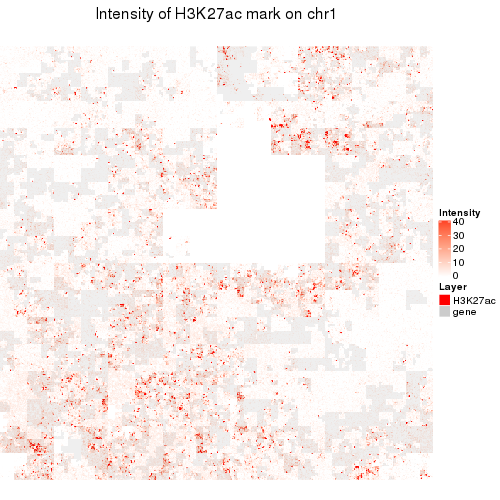 Intensity of H3K27ac mark on chr1
Intensity
40
30
20
10
0
Layer
H3K27ac
gene